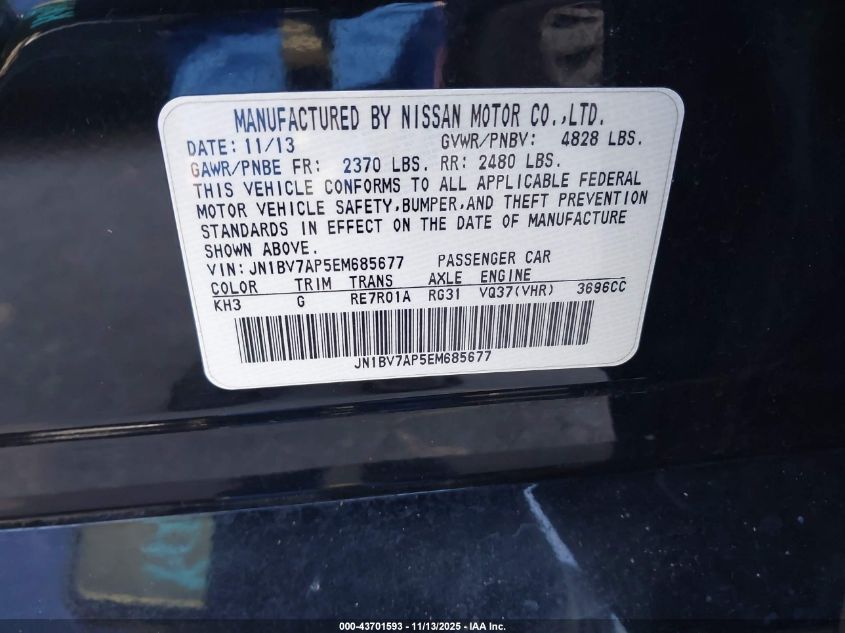 MANUFACTURED BY NISSAN MOTOR CO.,LTD.
DATE: 11/13 GVWR/PNBV: 4828 LBS.
GAWR/PNBE FR: 2370 LBS. RR: 2480 LBS.
THIS VEHICLE CONFORMS TO ALL APPLICABLE FEDERAL
MOTOR VEHICLE SAFETY,BUMPER,AND THEFT PREVENTION
STANDARDS IN EFFECT ON THE DATE OF MANUFACTURE
SHOWN ABOVE.
VIN: JN1BV7AP5EM685677 PASSENGER CAR
COLOR TRIM TRANS AXLE ENGINE
KH3 G RE7R01A RG31 VQ37(VHR) 3696CC
JN1BV7AP5EM685677
000-43701593 - 11/13/2025 - IAA Inc.